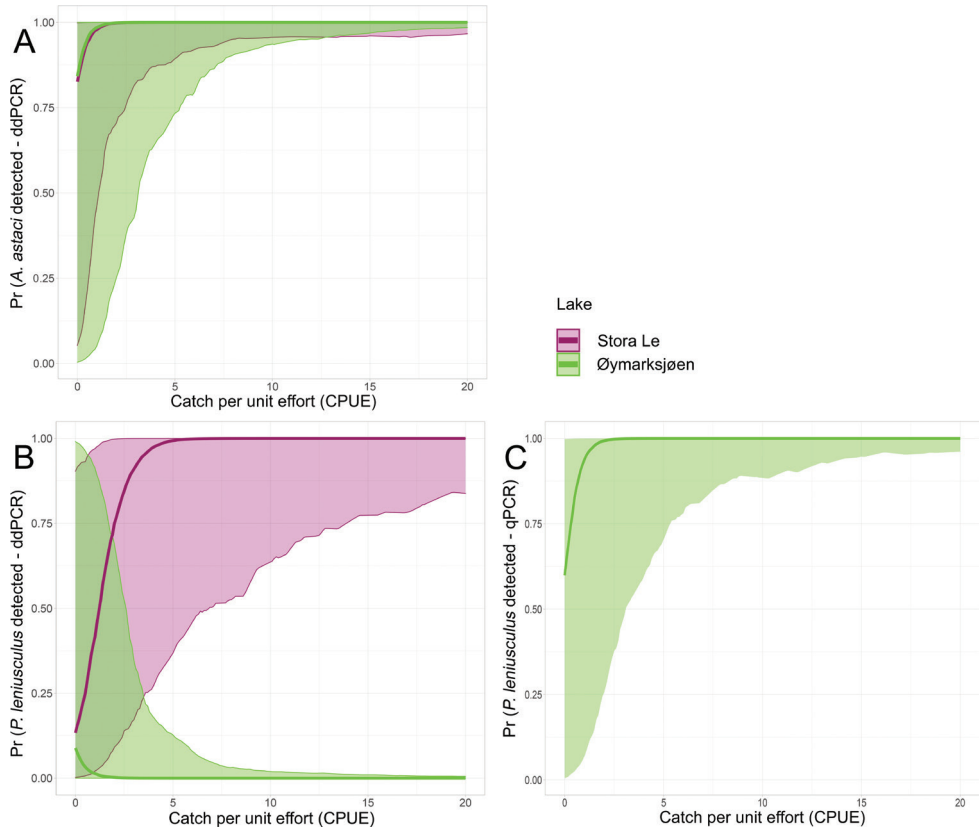 A
Pr (A. astaci detected - ddPCR)
1.00
0.75
0.50
0.25
0.00
0 5 10 15 20
Catch per unit effort (CPUE)
Lake
Stora Le
Øymarksjøen
B
Pr (P. leniusculus detected - ddPCR)
1.00
0.75
0.50
0.25
0.00
0 5 10 15 20
Catch per unit effort (CPUE)
C
Pr (P. leniusculus detected - qPCR)
1.00
0.75
0.50
0.25
0.00
0 5 10 15 20
Catch per unit effort (CPUE)